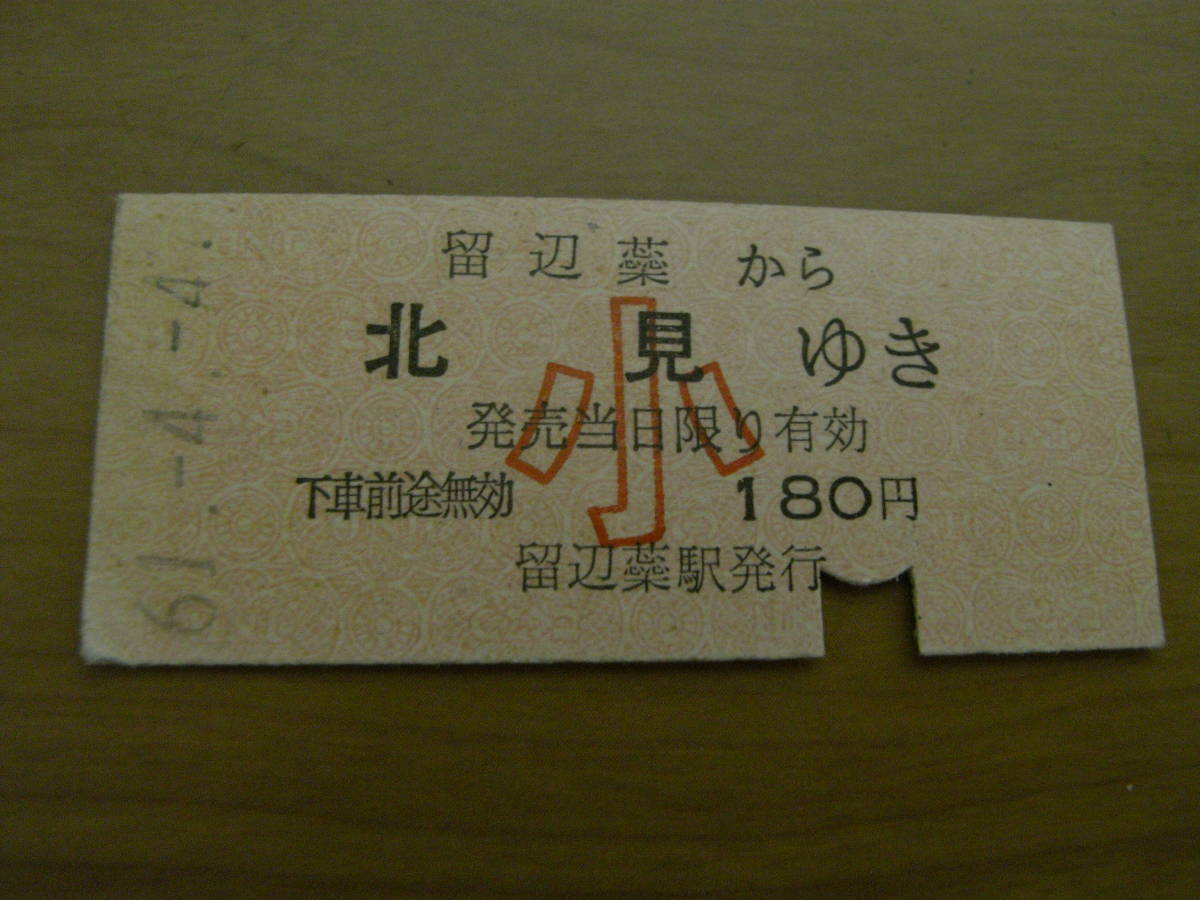 留辺蘂から
北見ゆき
小
発売当日限り有効
下車前途無効 180円
留辺蘂駅発行
61.-4.-4.